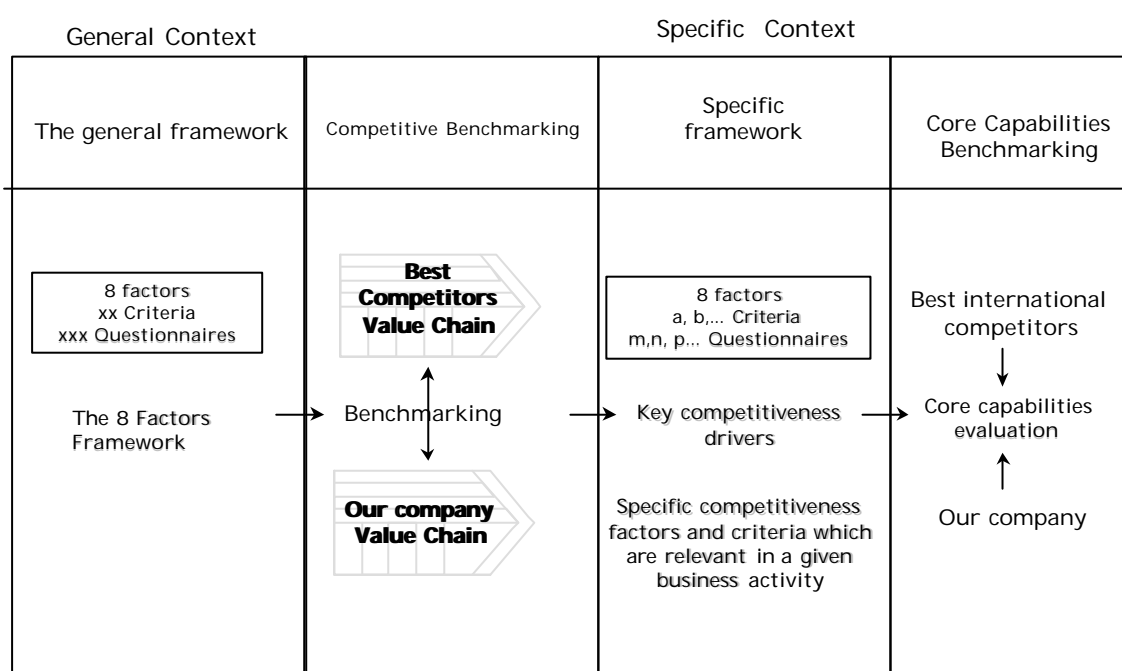 General Context
Specific Context
The general framework
Competitive Benchmarking
Specific
framework
Core Capabilities
Benchmarking
8 factors
xx Criteria
xxx Questionnaires
The 8 Factors
Framework
Best
Competitors
Value Chain
Benchmarking
Our company
Value Chain
8 factors
a, b,... Criteria
m,n, p... Questionnaires
Key competitiveness
drivers
Specific competitiveness
factors and criteria which
are relevant in a given
business activity
Best international
competitors
Core capabilities
evaluation
Our company